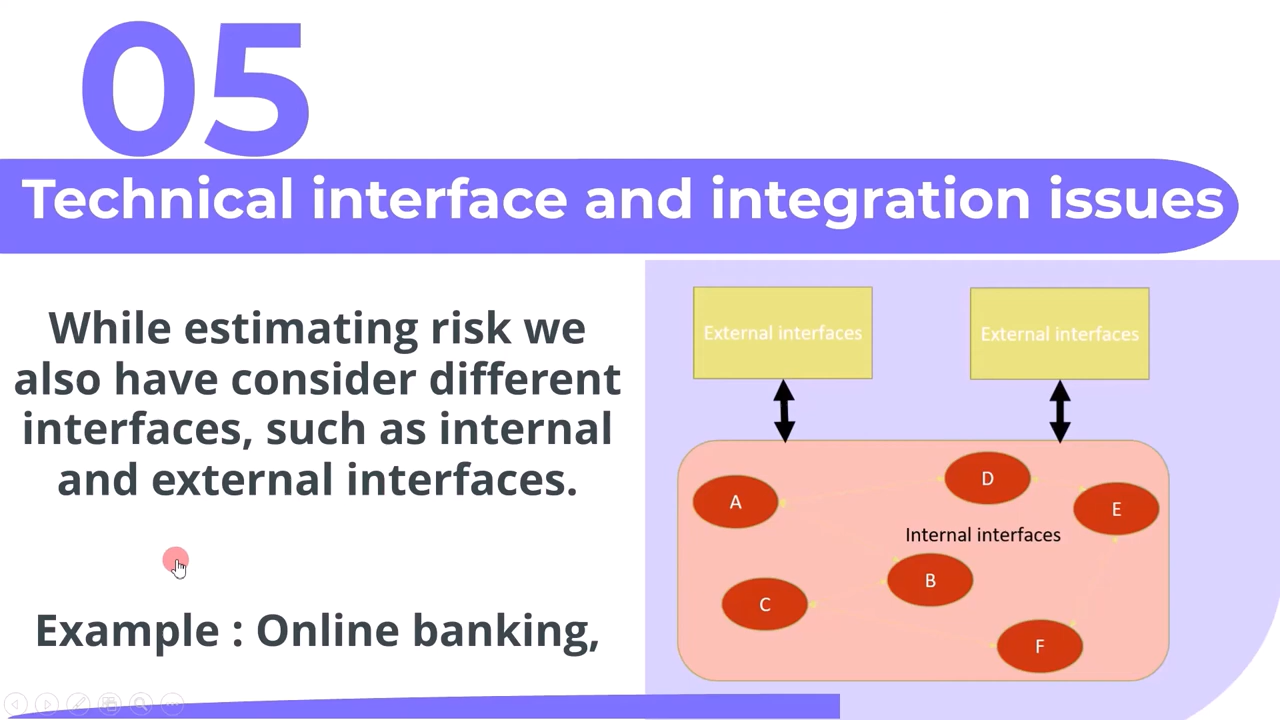 05
Technical interface and integration issues
While estimating risk we
also have consider different
interfaces, such as internal
and external interfaces.
Example : Online banking,
External interfaces
External interfaces
A
D
E
Internal interfaces
B
C
F